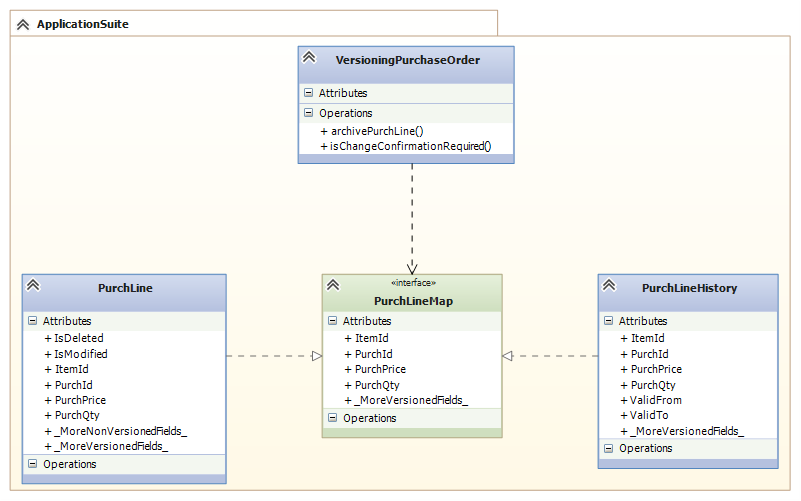 ApplicationSuite
VersioningPurchaseOrder
Attributes
Operations
+ archivePurchLine()
+ isChangeConfirmationRequired()
PurchLine
Attributes
+ IsDeleted
+ IsModified
+ ItemId
+ PurchId
+ PurchPrice
+ PurchQty
+ _MoreNonVersionedFields_
+ _MoreVersionedFields_
Operations
«interface»
PurchLineMap
Attributes
+ ItemId
+ PurchId
+ PurchPrice
+ PurchQty
+ _MoreVersionedFields_
Operations
PurchLineHistory
Attributes
+ ItemId
+ PurchId
+ PurchPrice
+ PurchQty
+ ValidFrom
+ ValidTo
+ _MoreVersionedFields_
Operations